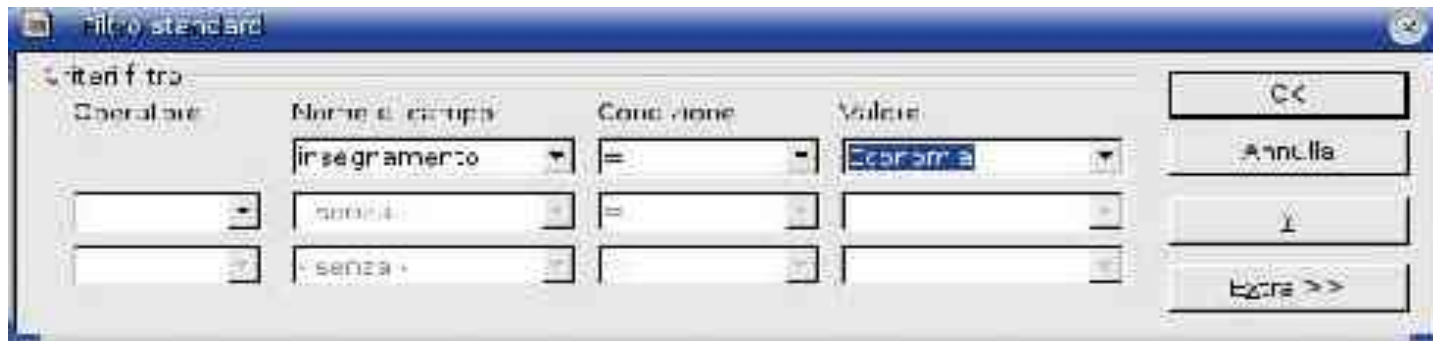 Filtro standard
Criteri filtro
Operatore Nome di campo Condizione Valore OK
insegnamento = Economia Annulla
- senza - =
- senza - Extra >>